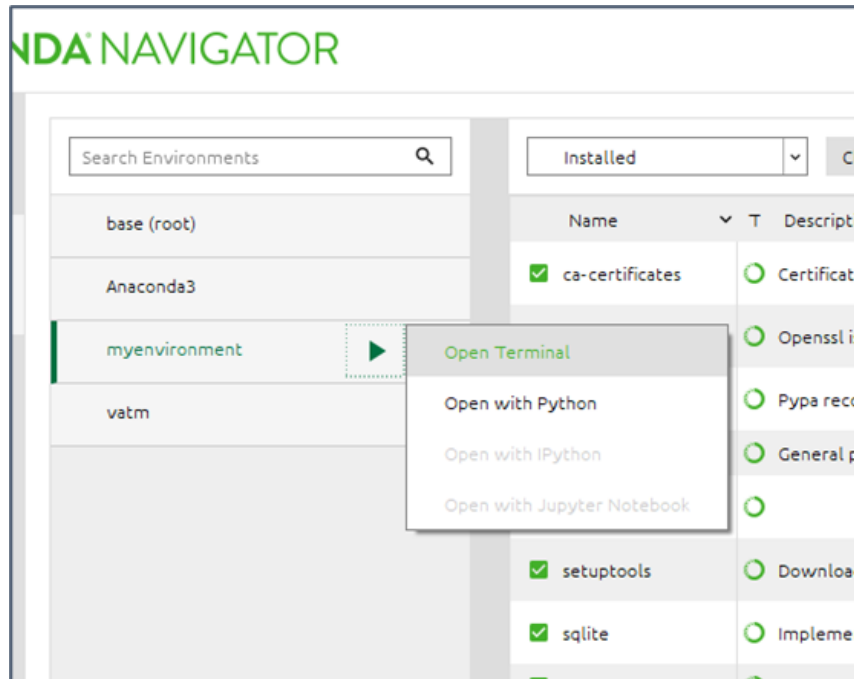 NDA NAVIGATOR
Search Environments
Installed
C
base (root)
Name
T
Descript
Anaconda3
ca-certificates
Certificat
myenvironment
Open Terminal
Openssl i
Open with Python
Pypa reco
vatm
Open with IPython
General p
Open with Jupyter Notebook
setuptools
Downloa
sqlite
Impleme